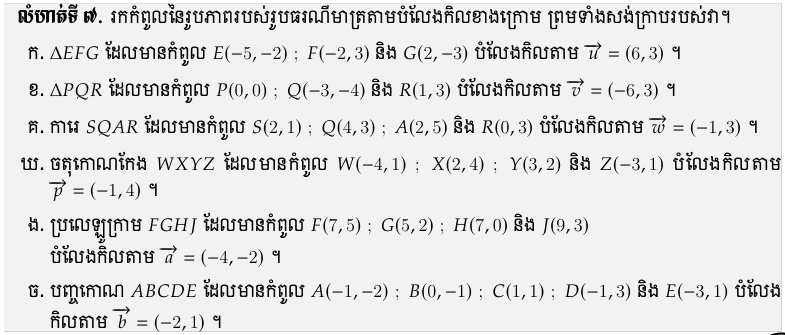 លំហាត់ទី ៧. រកកំពូលនៃរូបភាពរបស់រូបធរណីមាត្រតាមបំលែងកិលខាងក្រោម ព្រមទាំងសង់ក្រាបរបស់វា។
ក. ΔEFG ដែលមានកំពូល E(−5, −2) ; F(−2, 3) និង G(2, −3) បំលែងកិលតាម \vec{u} = (6, 3) ។
ខ. ΔPQR ដែលមានកំពូល P(0, 0) ; Q(−3, −4) និង R(1, 3) បំលែងកិលតាម \vec{v} = (−6, 3) ។
គ. ការេ SQAR ដែលមានកំពូល S(2, 1) ; Q(4, 3) ; A(2, 5) និង R(0, 3) បំលែងកិលតាម \vec{w} = (−1, 3) ។
ឃ. ចតុកោណកែង WXYZ ដែលមានកំពូល W(−4, 1) ; X(2, 4) ; Y(3, 2) និង Z(−3, 1) បំលែងកិលតាម
\vec{p} = (−1, 4) ។
ង. ប្រលេឡូក្រាម FGHJ ដែលមានកំពូល F(7, 5) ; G(5, 2) ; H(7, 0) និង J(9, 3)
បំលែងកិលតាម \vec{a} = (−4, −2) ។
ច. បញ្ចកោណ ABCDE ដែលមានកំពូល A(−1, −2) ; B(0, −1) ; C(1, 1) ; D(−1, 3) និង E(−3, 1) បំលែង
កិលតាម \vec{b} = (−2, 1) ។